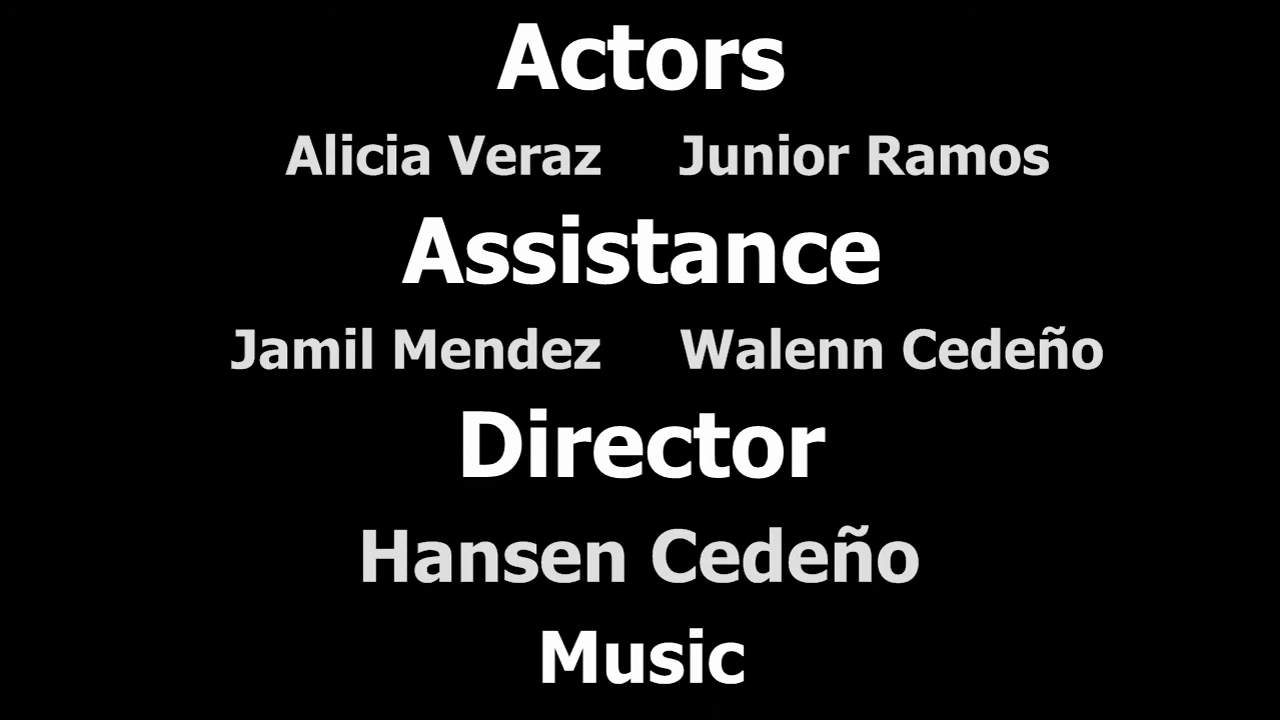 Actors
Alicia Veraz Junior Ramos
Assistance
Jamil Mendez Walenn Cedeño
Director
Hansen Cedeño
Music